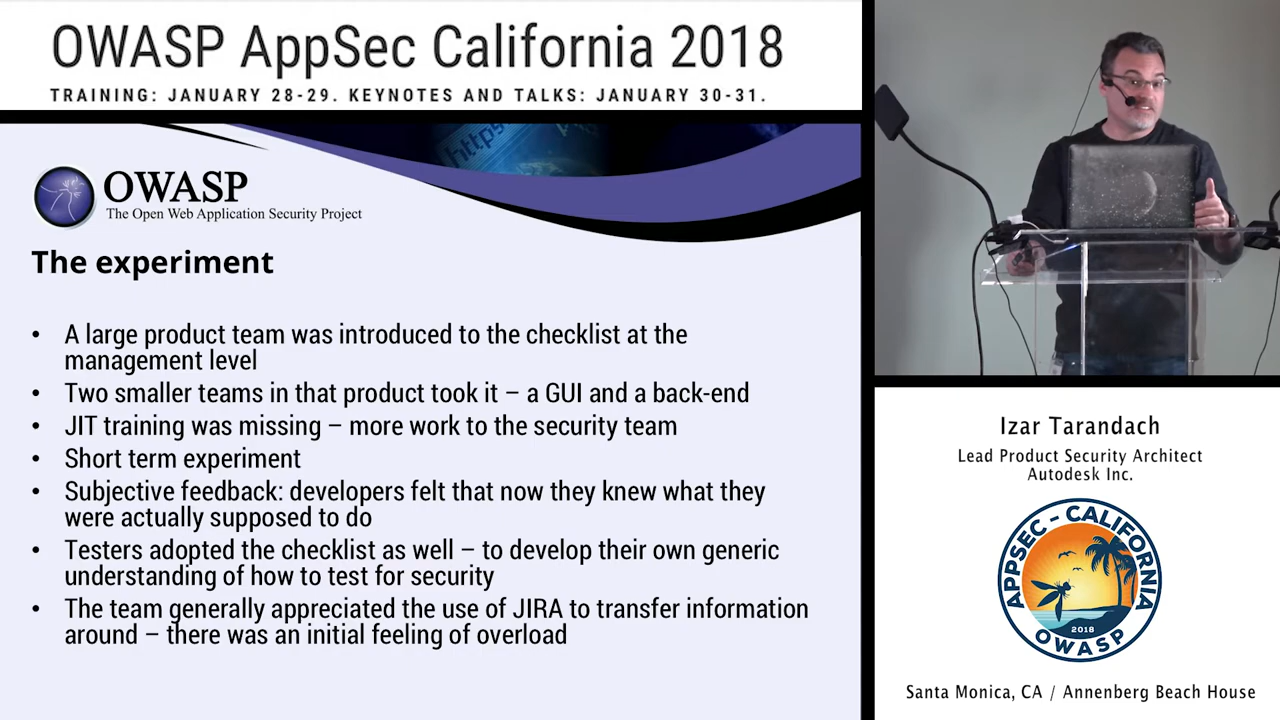 OWASP AppSec California 2018
TRAINING: JANUARY 28-29. KEYNOTES AND TALKS: JANUARY 30-31.
https
OWASP
The Open Web Application Security Project
The experiment
• A large product team was introduced to the checklist at the
management level
• Two smaller teams in that product took it – a GUI and a back-end
• JIT training was missing – more work to the security team
• Short term experiment
• Subjective feedback: developers felt that now they knew what they
were actually supposed to do
• Testers adopted the checklist as well – to develop their own generic
understanding of how to test for security
• The team generally appreciated the use of JIRA to transfer information
around – there was an initial feeling of overload
Izar Tarandach
Lead Product Security Architect
Autodesk Inc.
APPSEC - CALIFORNIA
2018
OWASP
Santa Monica, CA / Annenberg Beach House